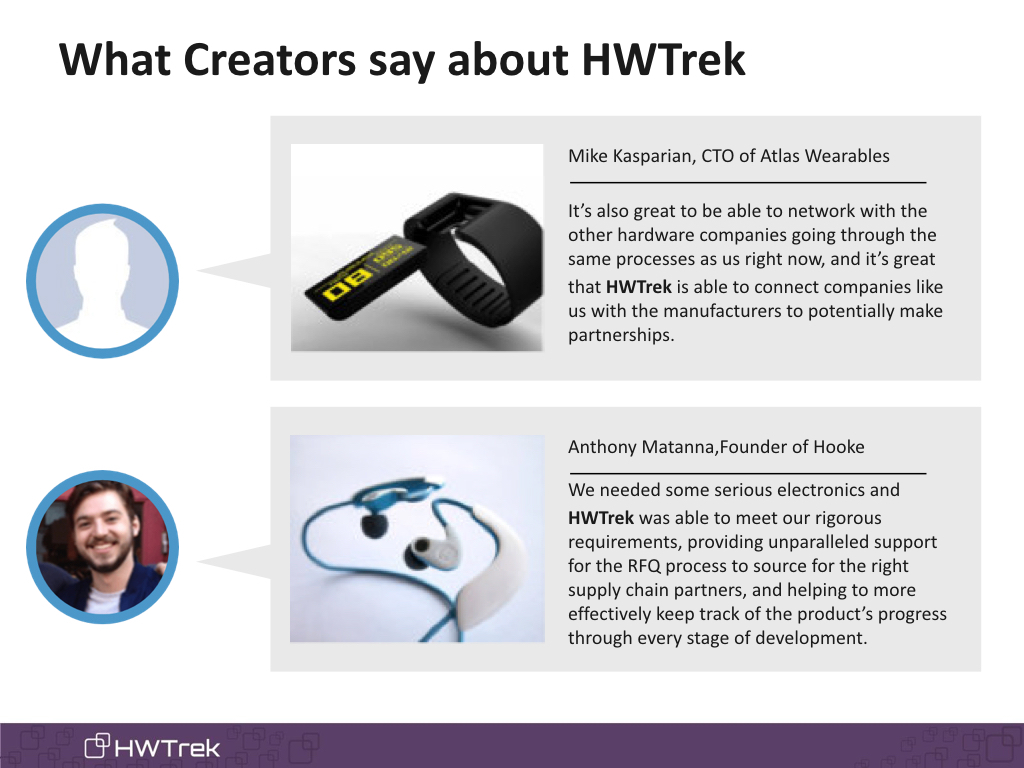 What Creators say about HWTrek
Mike Kasparian, CTO of Atlas Wearables
It’s also great to be able to network with the
other hardware companies going through the
same processes as us right now, and it’s great
that HWTrek is able to connect companies like
us with the manufacturers to potentially make
partnerships.
Anthony Matanna,Founder of Hooke
We needed some serious electronics and
HWTrek was able to meet our rigorous
requirements, providing unparalleled support
for the RFQ process to source for the right
supply chain partners, and helping to more
effectively keep track of the product’s progress
through every stage of development.
HWTrek